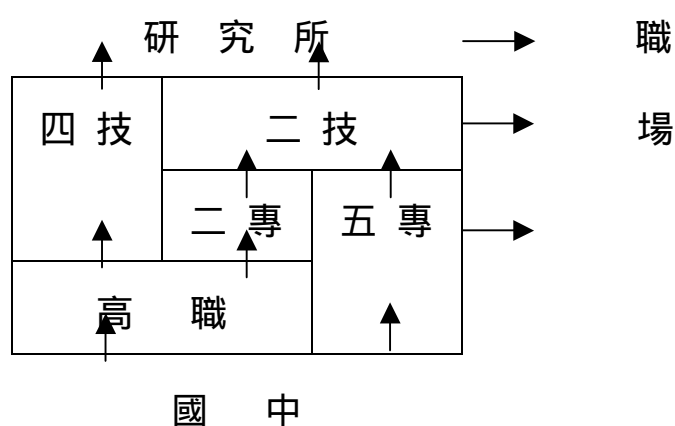 研 究 所 職
四 技 二 技 場
二 專 五 專
高 職
國 中